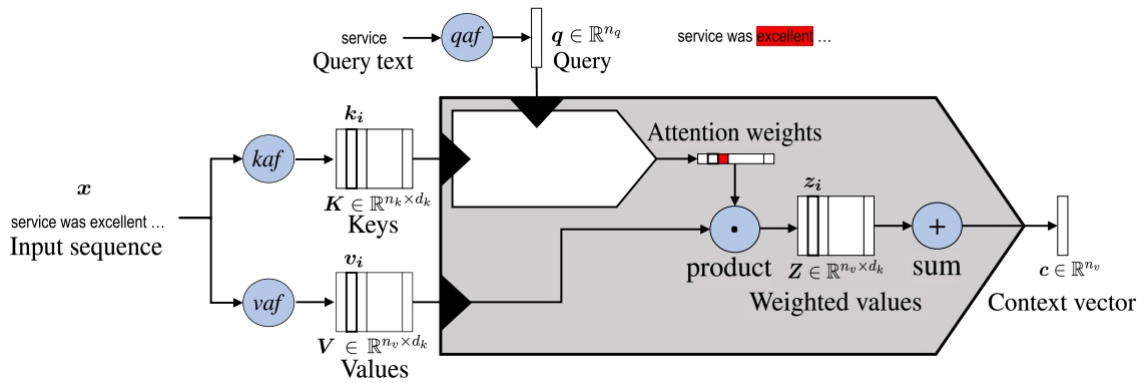 service
Query text
qaf
q ∈ ℝ^{n_q}
Query
service was excellent ...
x
service was excellent ...
Input sequence
kaf
k_i
K ∈ ℝ^{n_k×d_k}
Keys
vaf
v_i
V ∈ ℝ^{n_v×d_k}
Values
Attention weights
product
z_i
Z ∈ ℝ^{n_v×d_k}
Weighted values
+
sum
c ∈ ℝ^{n_v}
Context vector